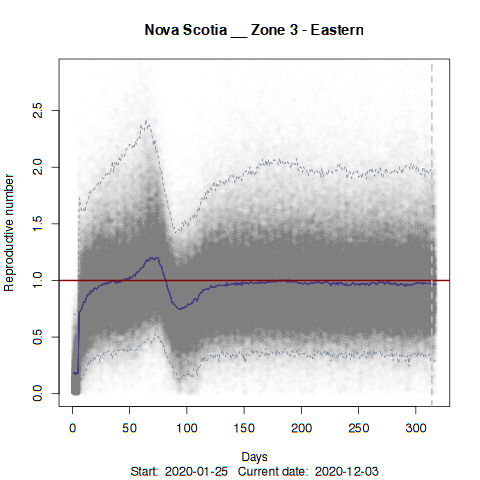 Nova Scotia __ Zone 3 - Eastern
Reproductive number
2.5
2.0
1.5
1.0
0.5
0.0
0 50 100 150 200 250 300
Days
Start: 2020-01-25 Current date: 2020-12-03